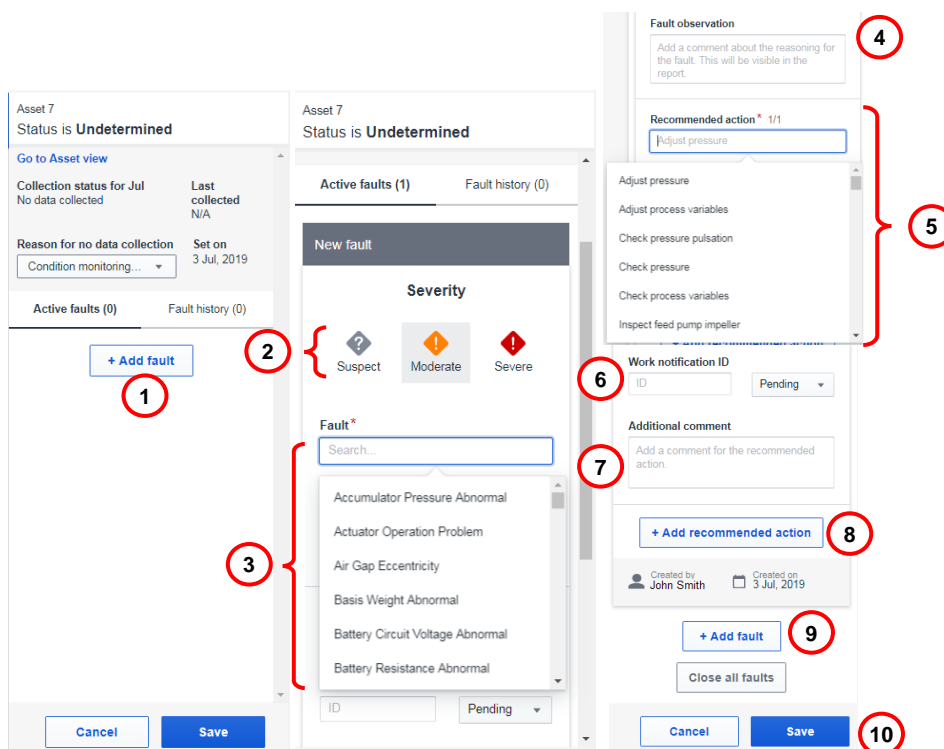 Asset 7
Status is Undetermined
Go to Asset view
Collection status for Jul
No data collected
Last
collected
N/A
Reason for no data collection
Condition monitoring...
Set on
3 Jul, 2019
Active faults (0)
Fault history (0)
+ Add fault
1
Cancel
Save
Asset 7
Status is Undetermined
Active faults (1)
Fault history (0)
New fault
Severity
2
?
Suspect
!
Moderate
!
Severe
Fault*
Search...
3
Accumulator Pressure Abnormal
Actuator Operation Problem
Air Gap Eccentricity
Basis Weight Abnormal
Battery Circuit Voltage Abnormal
Battery Resistance Abnormal
ID
Pending
Fault observation
4
Add a comment about the reasoning for
the fault. This will be visible in the
report.
Recommended action* 1/1
Adjust pressure
Adjust pressure
Adjust process variables
Check pressure pulsation
Check pressure
Check process variables
Inspect feed pump impeller
5
+ Add recommended action
Work notification ID
6
ID
Pending
Additional comment
7
Add a comment for the recommended
action.
+ Add recommended action
8
Created by
John Smith
Created on
3 Jul, 2019
+ Add fault
9
Close all faults
Cancel
Save
10